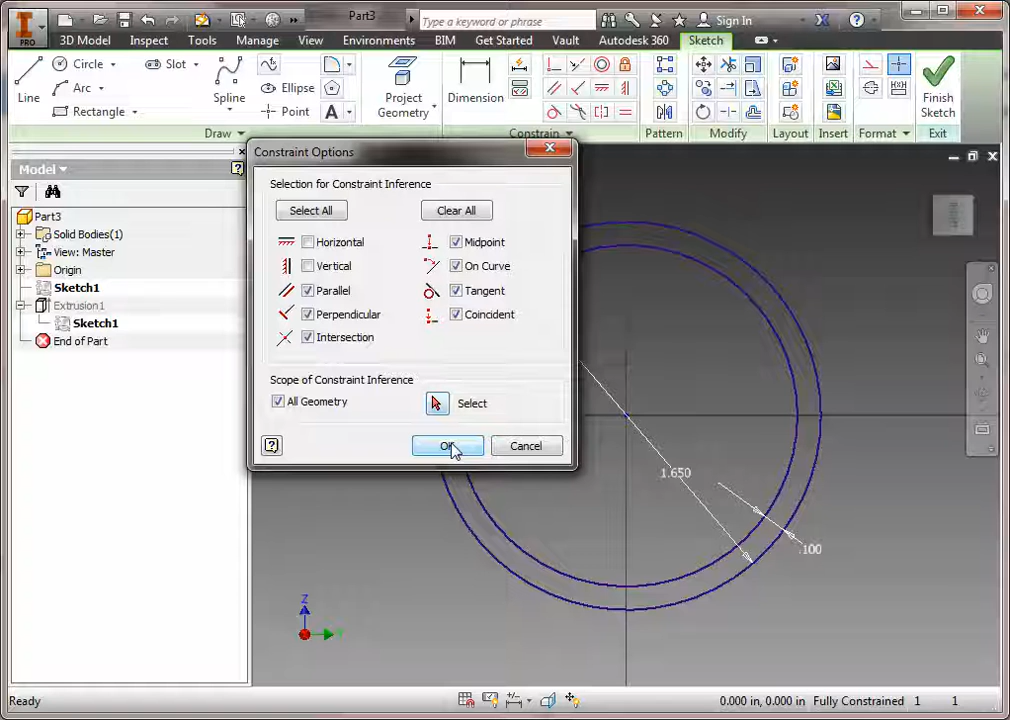 Part3
Type a keyword or phrase
Sign In
PRO
3D Model
Inspect
Tools
Manage
View
Environments
BIM
Get Started
Vault
Autodesk 360
Sketch
Line
Circle
Arc
Rectangle
Slot
Spline
Ellipse
Point
Project
Geometry
Dimension
Finish
Sketch
Draw
Constrain
Pattern
Modify
Layout
Insert
Format
Exit
Model
Part3
Solid Bodies(1)
View: Master
Origin
Sketch1
Extrusion1
Sketch1
End of Part
Constraint Options
Selection for Constraint Inference
Select All
Clear All
Horizontal
Midpoint
Vertical
On Curve
Parallel
Tangent
Perpendicular
Coincident
Intersection
Scope of Constraint Inference
All Geometry
Select
OK
Cancel
1.650
.100
Z
Ready
0.000 in, 0.000 in
Fully Constrained
1
1